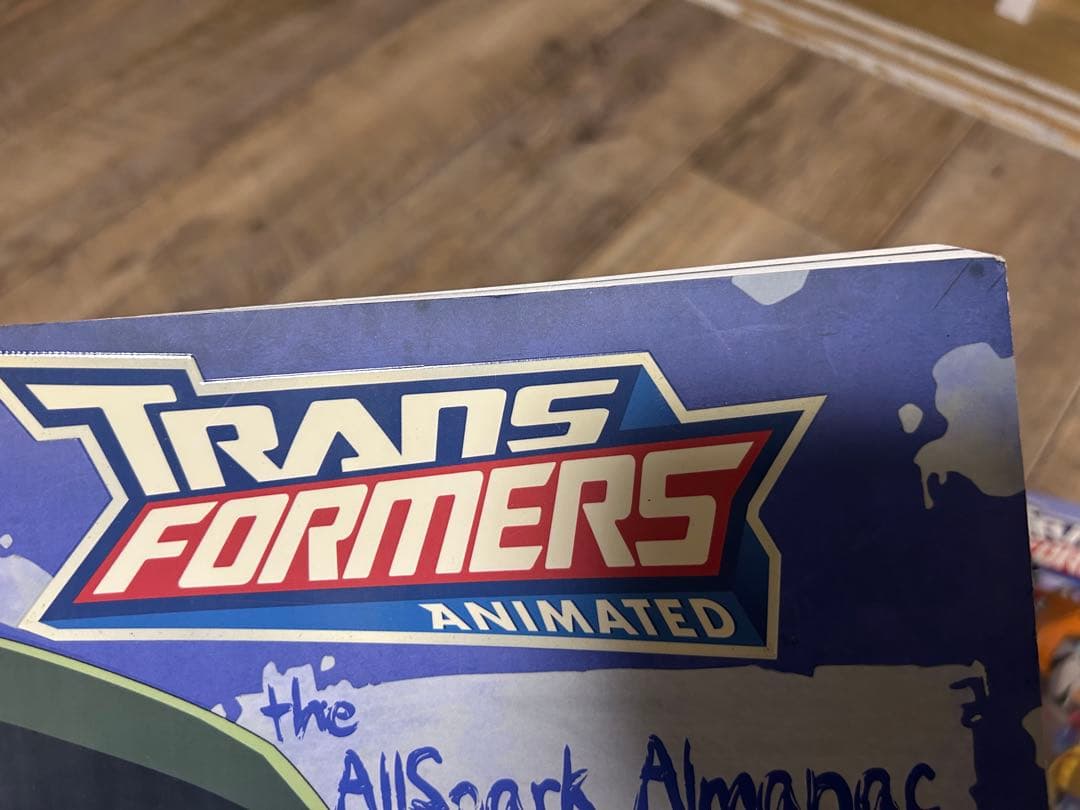 TRANS
FORMERS
ANIMATED
the
AllSpark Almanac